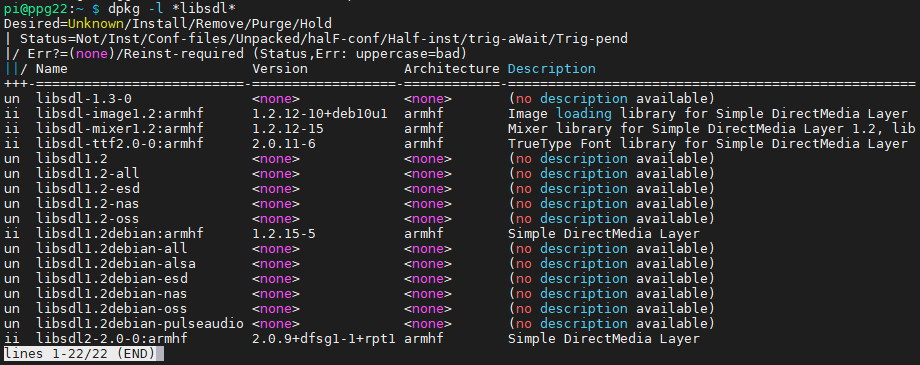 pi@ppg22:~ $ dpkg -l *libsdl*
Desired=Unknown/Install/Remove/Purge/Hold
| Status=Not/Inst/Conf-files/Unpacked/halF-conf/Half-inst/trig-aWait/Trig-pend
|/ Err?=(none)/Reinst-required (Status,Err: uppercase=bad)
||/ Name                      Version            Architecture Description
+++-=========================-==================-============-===================================================
un  libsdl-1.3-0              <none>             <none>       (no description available)
ii  libsdl-image1.2:armhf     1.2.12-10+deb10u1  armhf        Image loading library for Simple DirectMedia Layer
ii  libsdl-mixer1.2:armhf     1.2.12-15          armhf        Mixer library for Simple DirectMedia Layer 1.2, lib
ii  libsdl-ttf2.0-0:armhf     2.0.11-6           armhf        TrueType Font library for Simple DirectMedia Layer
un  libsdl1.2                 <none>             <none>       (no description available)
un  libsdl1.2-all             <none>             <none>       (no description available)
un  libsdl1.2-esd             <none>             <none>       (no description available)
un  libsdl1.2-nas             <none>             <none>       (no description available)
un  libsdl1.2-oss             <none>             <none>       (no description available)
ii  libsdl1.2debian:armhf     1.2.15-5           armhf        Simple DirectMedia Layer
un  libsdl1.2debian-all       <none>             <none>       (no description available)
un  libsdl1.2debian-alsa      <none>             <none>       (no description available)
un  libsdl1.2debian-esd       <none>             <none>       (no description available)
un  libsdl1.2debian-nas       <none>             <none>       (no description available)
un  libsdl1.2debian-oss       <none>             <none>       (no description available)
un  libsdl1.2debian-pulseaudio <none>            <none>       (no description available)
ii  libsdl2-2.0-0:armhf       2.0.9+dfsg1-1+rpt1 armhf        Simple DirectMedia Layer
lines 1-22/22 (END)